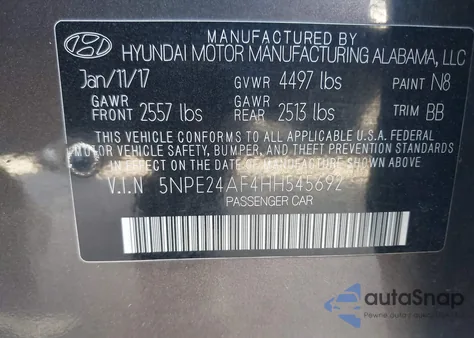 MANUFACTURED BY
HYUNDAI MOTOR MANUFACTURING ALABAMA, LLC
Jan/11/17 GVWR 4497 lbs PAINT N8
GAWR FRONT 2557 lbs GAWR REAR 2513 lbs TRIM BB
THIS VEHICLE CONFORMS TO ALL APPLICABLE U.S.A. FEDERAL
MOTOR VEHICLE SAFETY, BUMPER, AND THEFT PREVENTION STANDARDS
IN EFFECT ON THE DATE OF MANUFACTURE SHOWN ABOVE.
V.I.N 5NPE24AF4HH545692
PASSENGER CAR
autoSnap
Pewne auta z